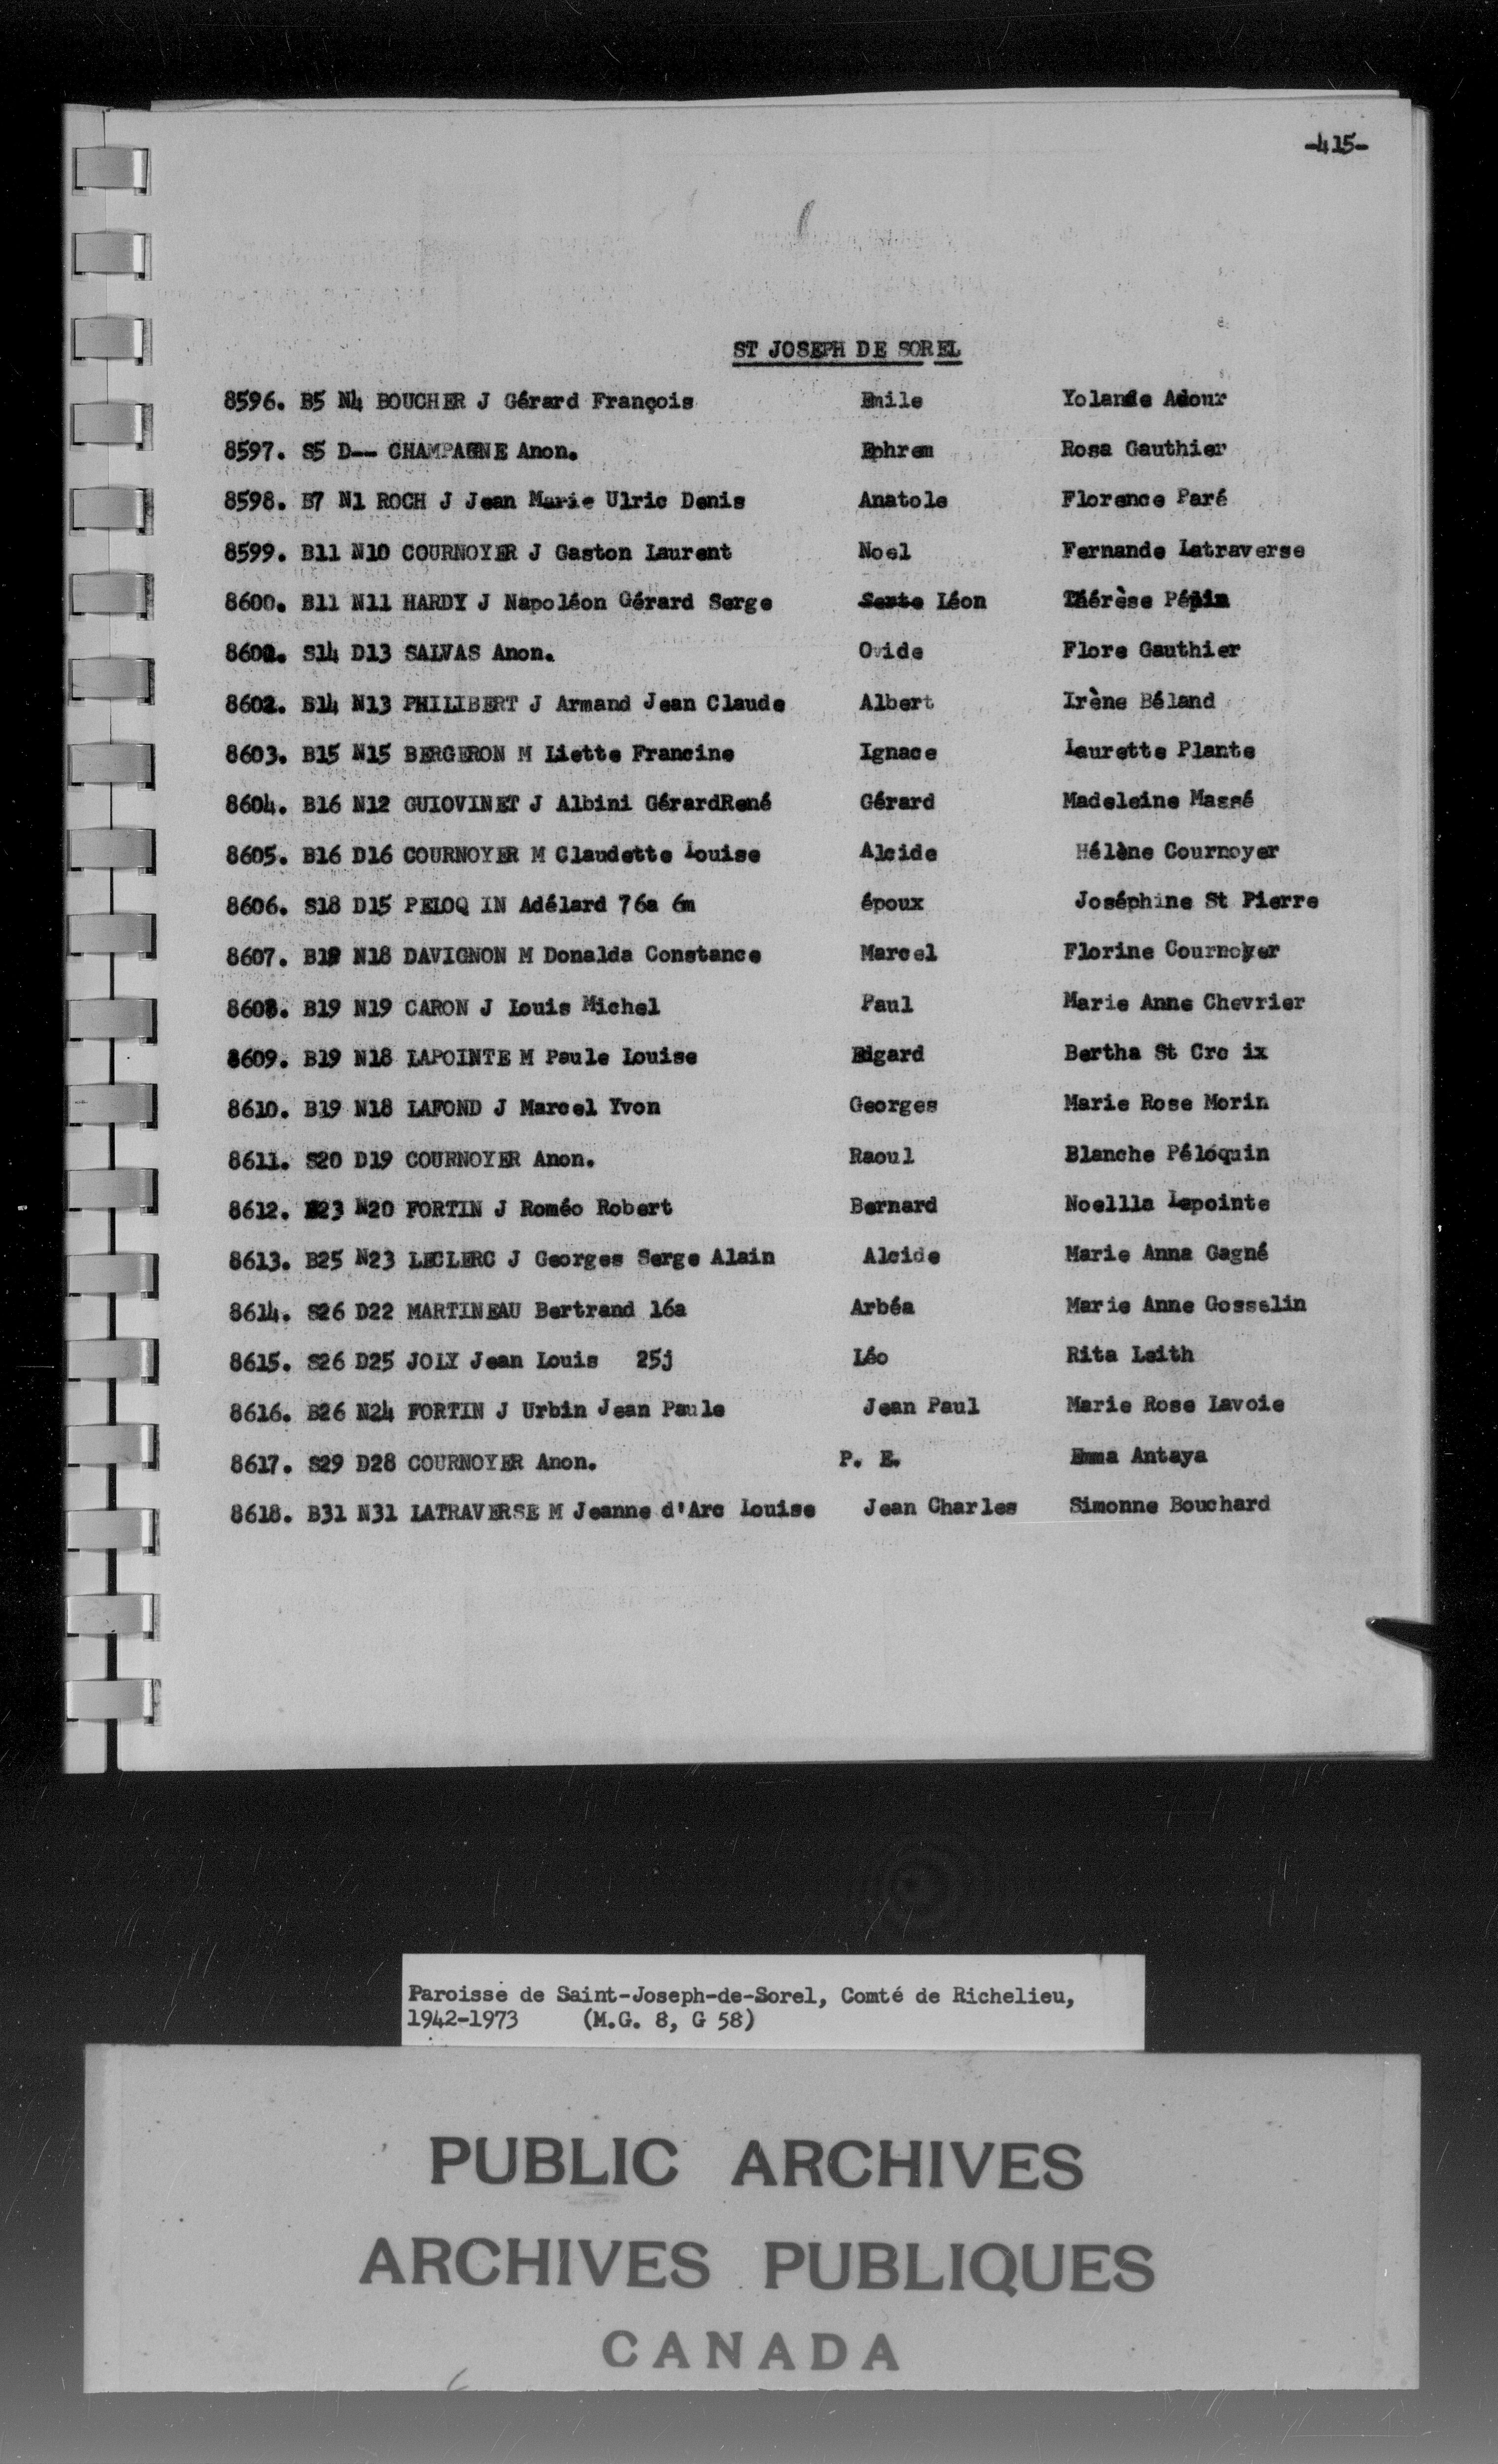 -415-
ST JOSEPH DE SOREL
8596. B5 N4 BOUCHER J Gérard François Emile Yolande Adour
8597. S5 D-- CHAMPAGNE Anon. Ephrem Rosa Gauthier
8598. B7 N1 ROCH J Jean Marie Ulric Denis Anatole Florence Paré
8599. B11 N10 COURNOYER J Gaston Laurent Noel Fernande Latraverse
8600. B11 N11 HARDY J Napoléon Gérard Serge Léon Thérèse Pépin
8601. S14 D13 SALVAS Anon. Ovide Flore Gauthier
8602. B14 N13 PHILIBERT J Armand Jean Claude Albert Irène Béland
8603. B15 N15 BERGERON M Liette Francine Ignace Laurette Plante
8604. B16 N12 GUIOVINET J Albini GérardRené Gérard Madeleine Massé
8605. B16 D16 COURNOYER M Claudette Louise Alcide Hélène Cournoyer
8606. S18 D15 PELOQ IN Adélard 76a 6m époux Joséphine St Pierre
8607. N18 DAVIGNON M Donalda Constance Marcel Florine Cournoyer
8608. B19 N19 CARON J Louis Michel Paul Marie Anne Chevrier
8609. B19 N18 LAPOINTE M Paule Louise Edgard Bertha St Cro ix
8610. B19 N18 LAFOND J Marcel Yvon Georges Marie Rose Morin
8611. S20 D19 COURNOYER Anon. Raoul Blanche Péloquin
8612. B23 N20 FORTIN J Roméo Robert Bernard Noellla Lapointe
8613. B25 N23 LECLERC J Georges Serge Alain Alcide Marie Anna Gagné
8614. S26 D22 MARTINEAU Bertrand 16a Arbéa Marie Anne Gosselin
8615. S26 D25 JOLY Jean Louis 25j Léo Rita Leith
8616. B26 N24 FORTIN J Urbin Jean Paule Jean Paul Marie Rose Lavoie
8617. S29 D28 COURNOYER Anon. P. E. Emma Antaya
8618. B31 N31 LATRAVERSE M Jeanne d'Arc Louise Jean Charles Simonne Bouchard
Paroisse de Saint-Joseph-de-Sorel, Comté de Richelieu,
1942-1973 (M.G. 8, G 58)
PUBLIC ARCHIVES
ARCHIVES PUBLIQUES
CANADA